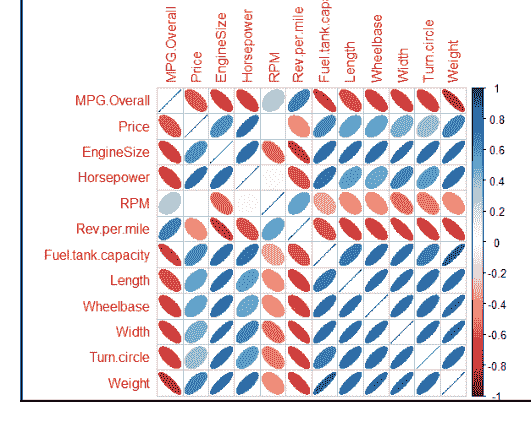 MPG.Overall
Price
EngineSize
Horsepower
RPM
Rev.per.mile
Fuel.tank.capa
Length
Wheelbase
Width
Turn.circle
Weight
MPG.Overall
Price
EngineSize
Horsepower
RPM
Rev.per.mile
Fuel.tank.capacity
Length
Wheelbase
Width
Turn.circle
Weight
1
0.8
0.6
0.4
0.2
0
-0.2
-0.4
-0.6
-0.8
-1